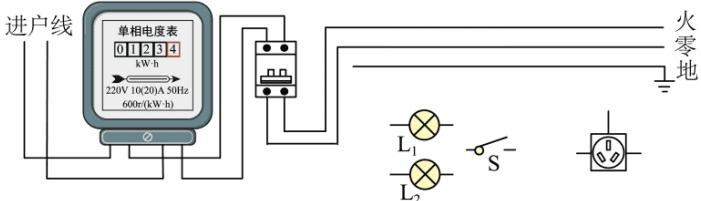 进户线
单相电度表
0 1 2 3 4
kW·h
220V 10(20)A 50Hz
600r/(kW·h)
火
零
地
L₁
S
L₂